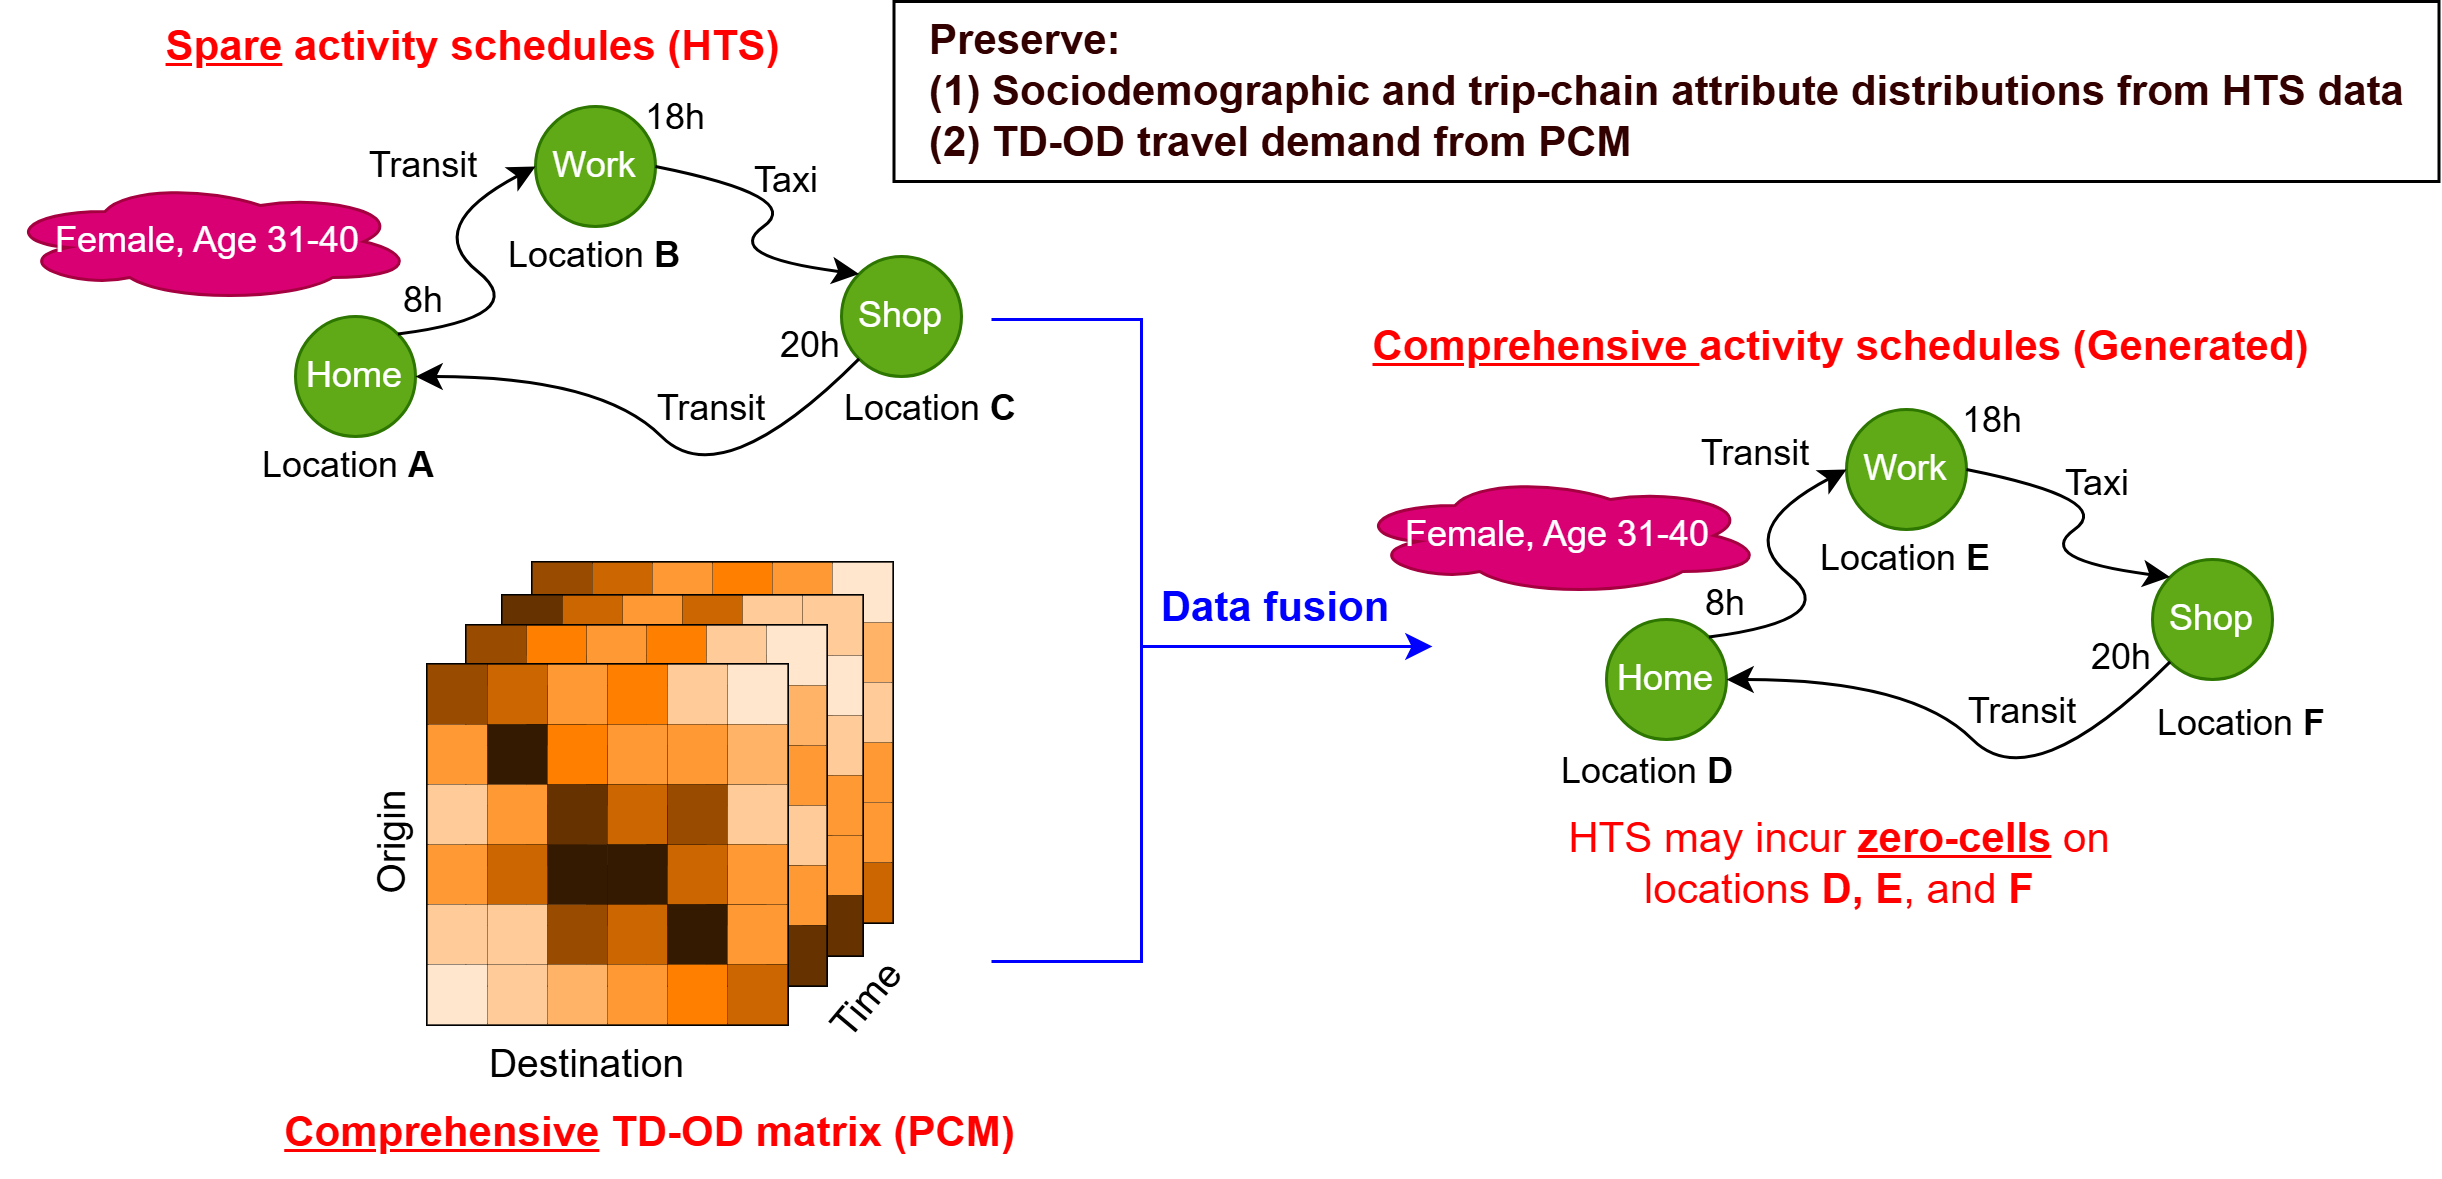 Spare activity schedules (HTS)
Preserve:
(1) Sociodemographic and trip-chain attribute distributions from HTS data
(2) TD-OD travel demand from PCM
18h
Work
Transit
Taxi
Female, Age 31-40
Location B
8h
Shop
20h
Home
Transit
Location C
Location A
Origin
Time
Destination
Comprehensive TD-OD matrix (PCM)
Data fusion
Comprehensive activity schedules (Generated)
18h
Transit
Work
Taxi
Female, Age 31-40
Location E
8h
Shop
20h
Home
Transit
Location F
Location D
HTS may incur zero-cells on
locations D, E, and F